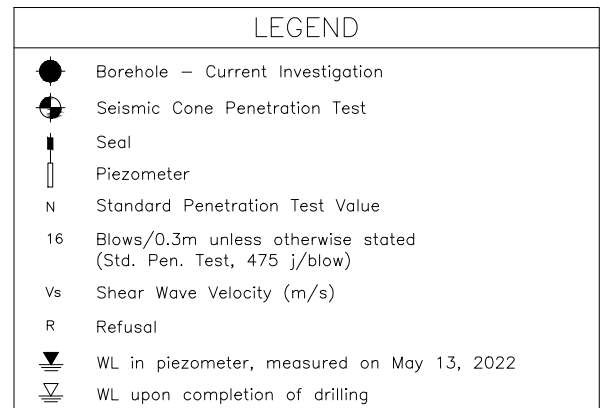 LEGEND
Borehole – Current Investigation
Seismic Cone Penetration Test
Seal
Piezometer
N Standard Penetration Test Value
16 Blows/0.3m unless otherwise stated
(Std. Pen. Test, 475 j/blow)
Vs Shear Wave Velocity (m/s)
R Refusal
WL in piezometer, measured on May 13, 2022
WL upon completion of drilling